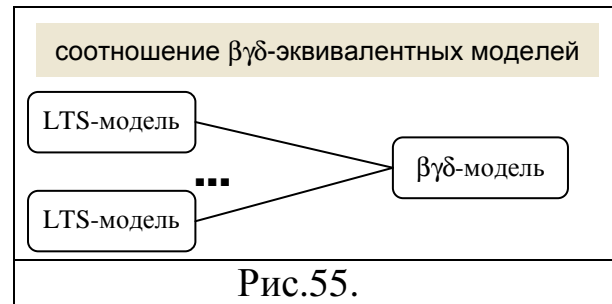 соотношение βγδ-эквивалентных моделей
LTS-модель
...
LTS-модель
βγδ-модель
Рис.55.